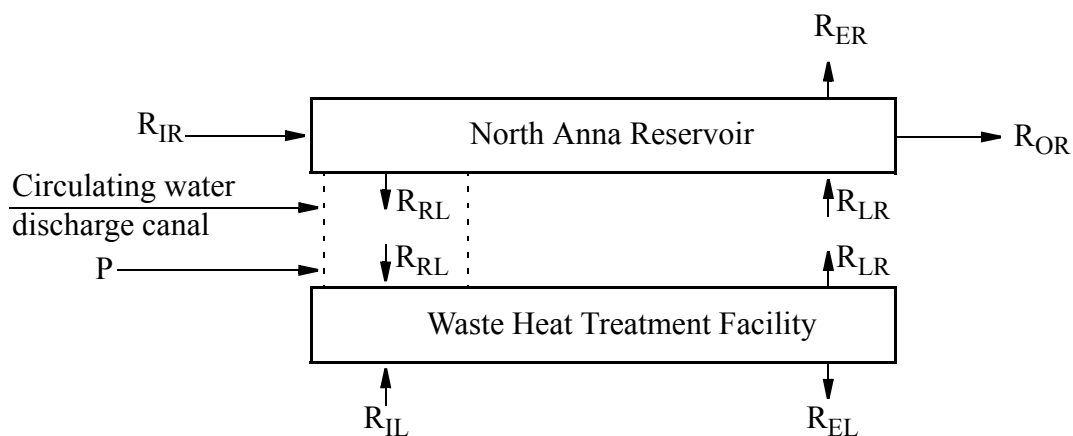 R_ER
R_IR
North Anna Reservoir
R_OR
Circulating water
discharge canal
R_RL
R_LR
P
R_RL
R_LR
Waste Heat Treatment Facility
R_IL
R_EL